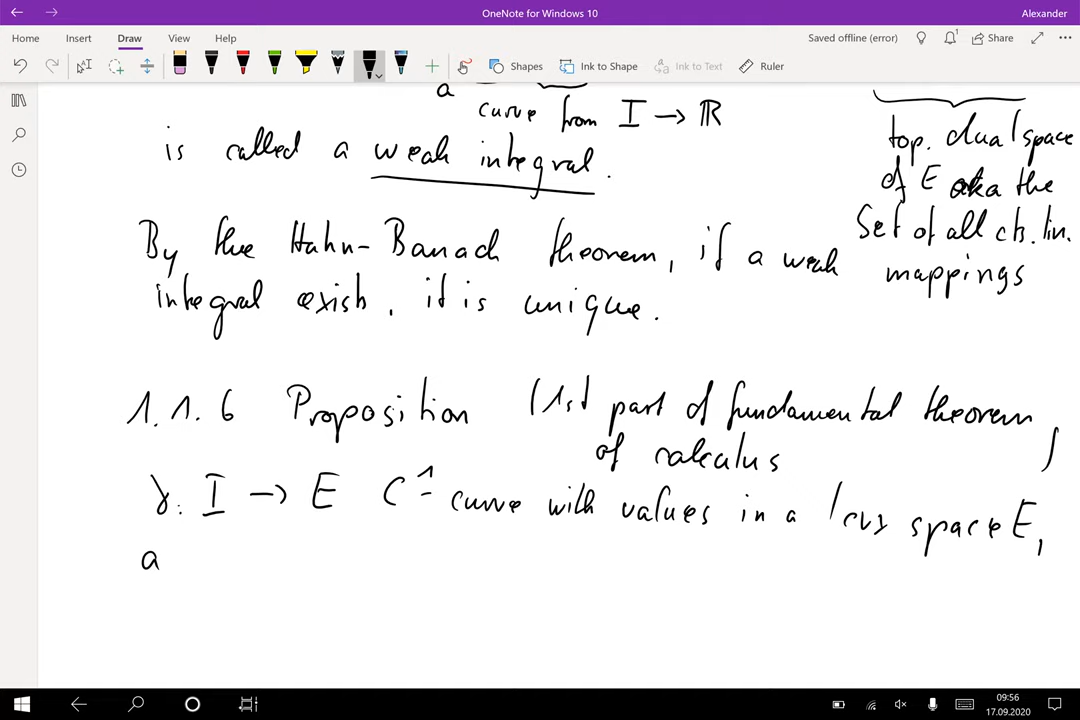 OneNote for Windows 10
Alexander
Home Insert Draw View Help
Saved offline (error)
Share
Shapes
Ink to Shape
Ink to Text
Ruler
a
curve from I → ℝ
is called a weak integral.
top. dual space
of E aka the
Set of all cts. lin.
mappings
By the Hahn-Banach theorem, if a weak
integral exist, it is unique.
1.1.6 Proposition (1st part of fundamental theorem
of calculus)
γ: I → E C¹- curve with values in a lcv space E,
a
09:56
17.09.2020